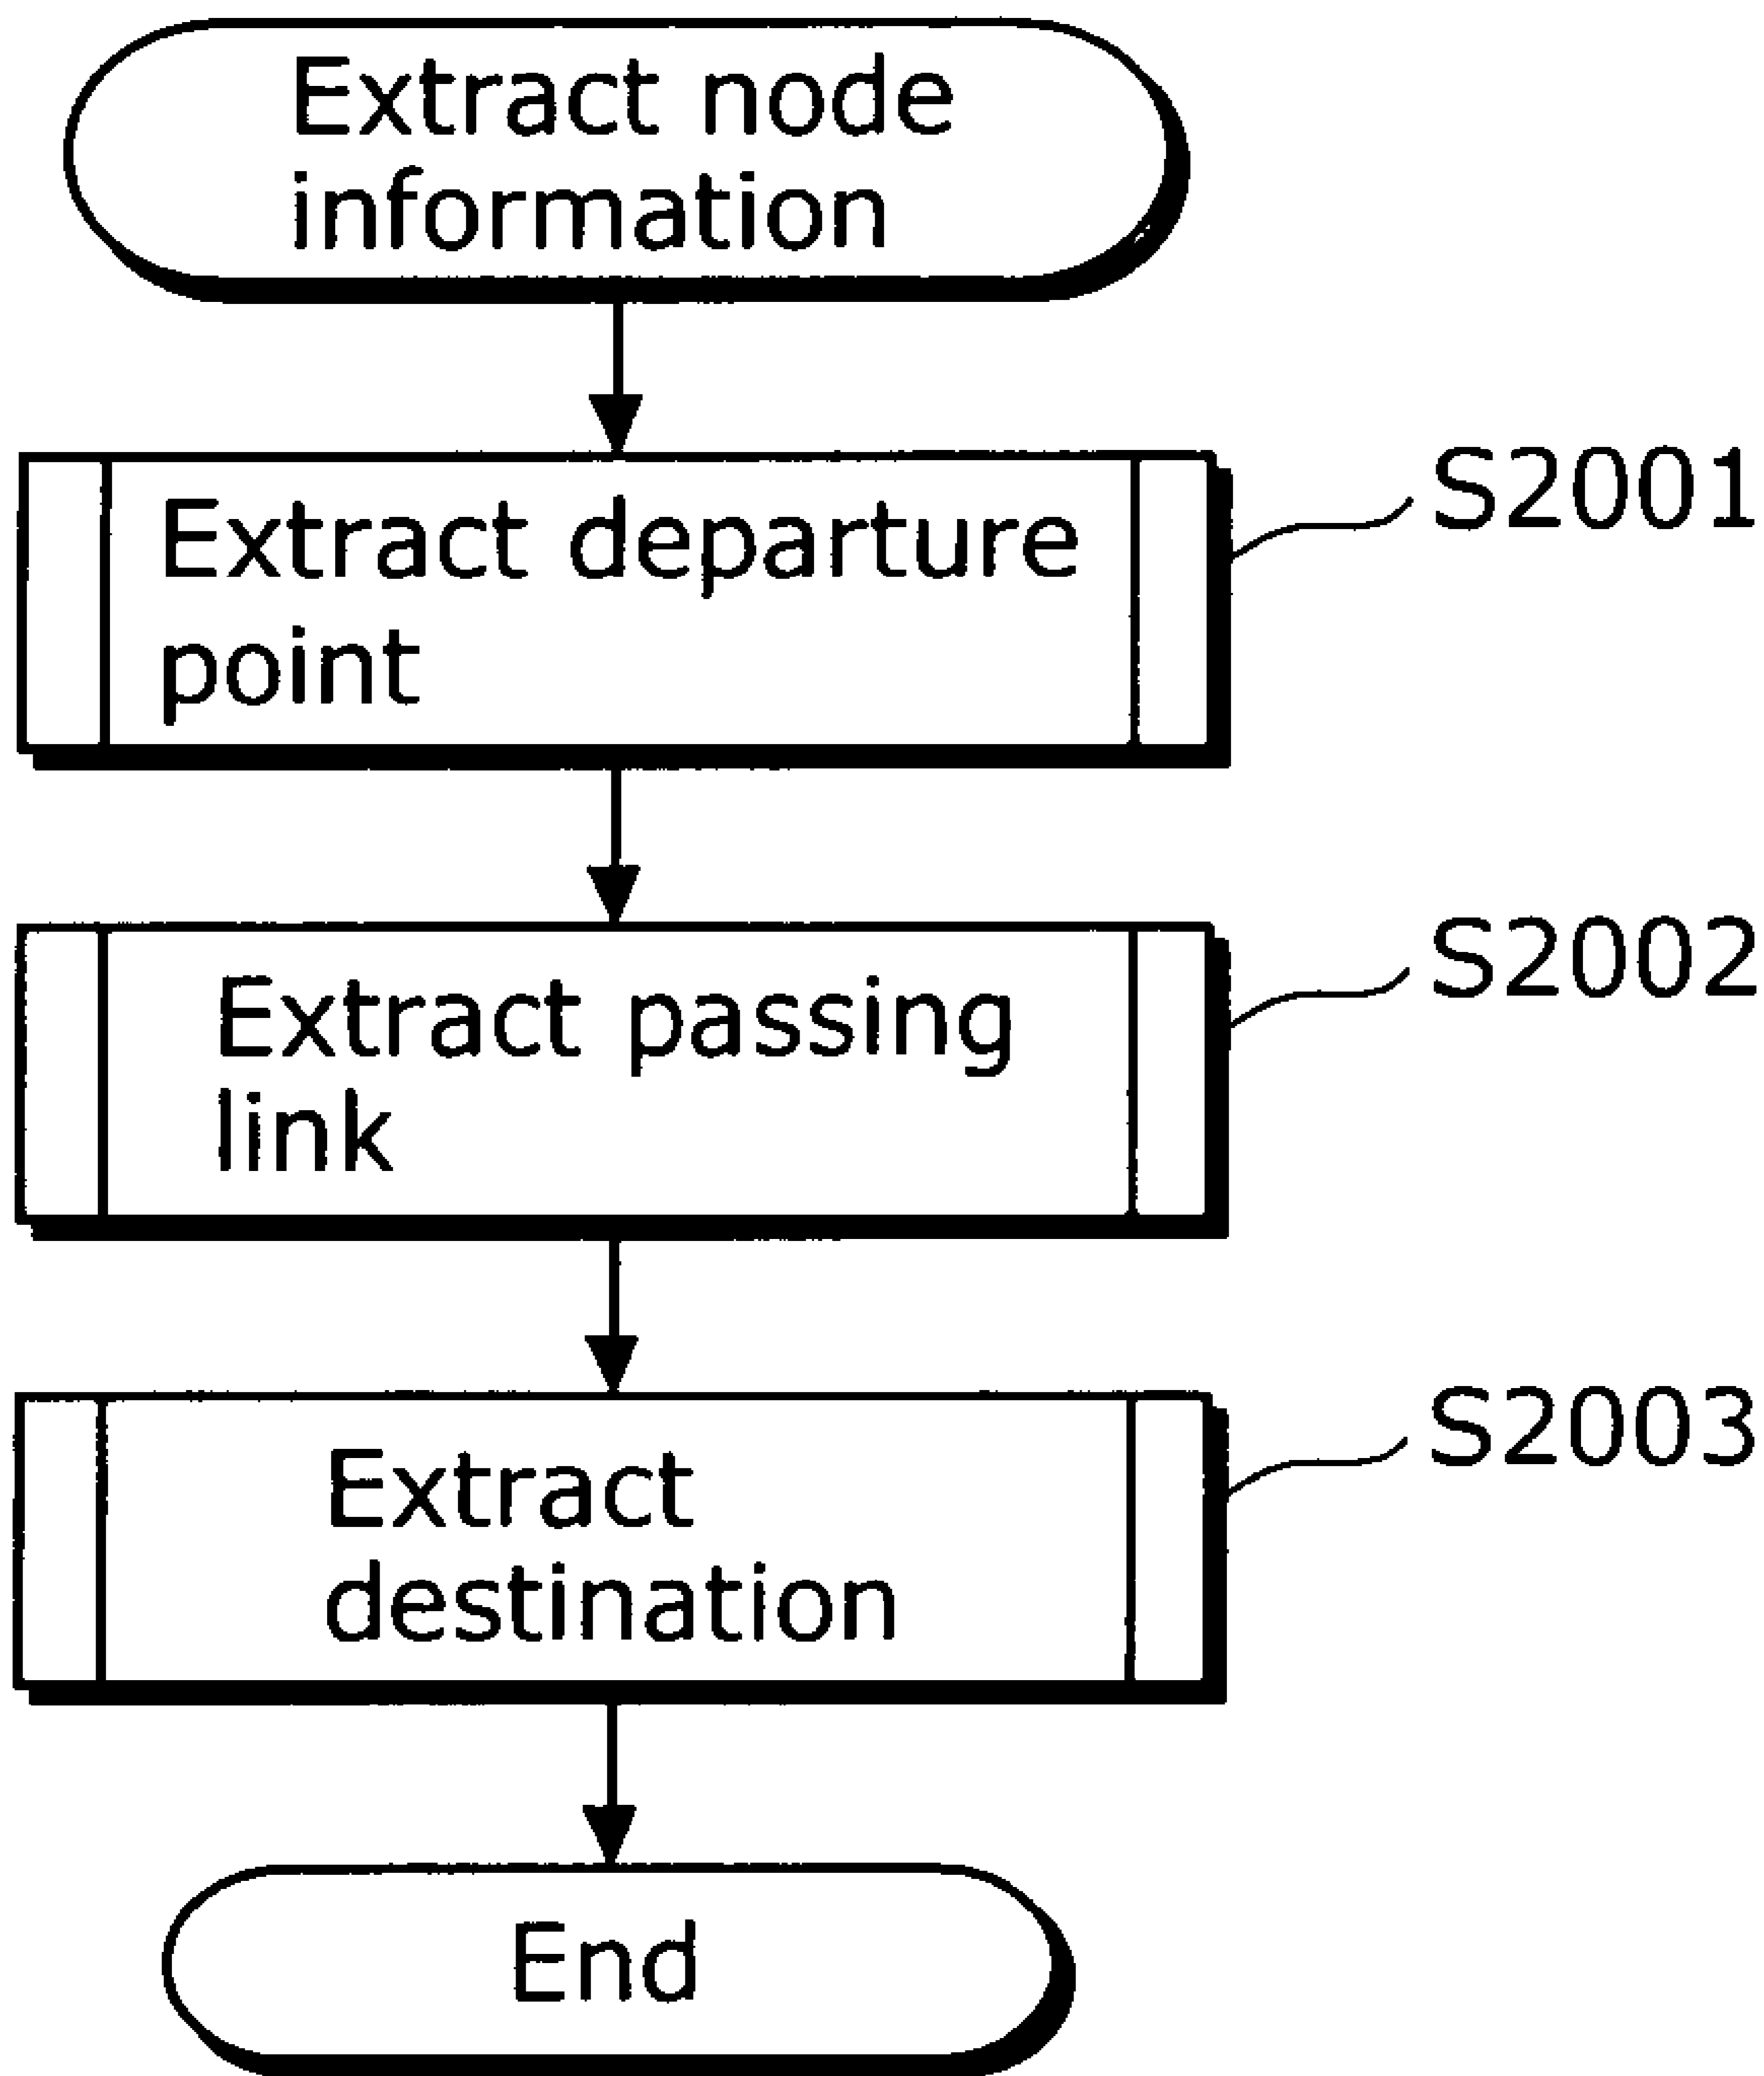 Extract node
information
Extract departure
point
S2001
Extract passing
link
S2002
Extract
destination
S2003
End